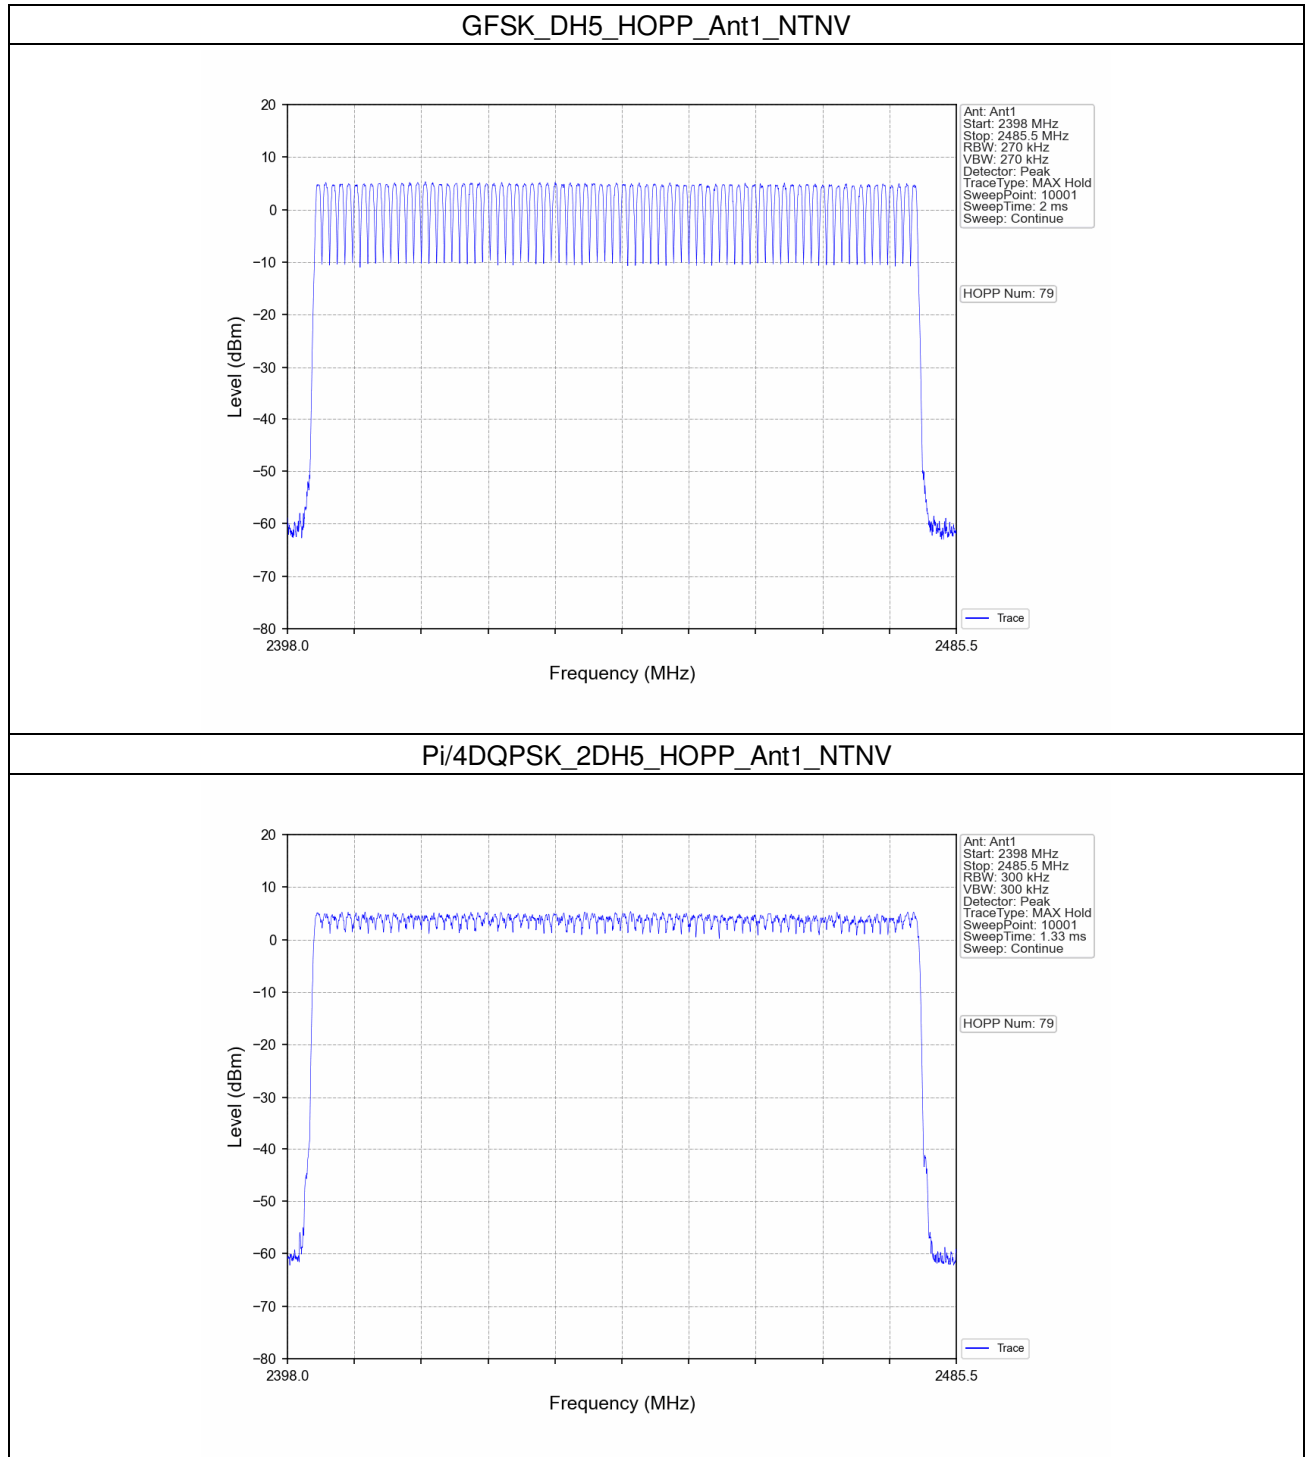 GFSK_DH5_HOPP_Ant1_NTNV
20
10
0
−10
−20
−30
−40
−50
−60
−70
−80
Level (dBm)
2398.0
2485.5
Frequency (MHz)
Ant: Ant1
Start: 2398 MHz
Stop: 2485.5 MHz
RBW: 270 kHz
VBW: 270 kHz
Detector: Peak
TraceType: MAX Hold
SweepPoint: 10001
SweepTime: 2 ms
Sweep: Continue
HOPP Num: 79
Trace
Pi/4DQPSK_2DH5_HOPP_Ant1_NTNV
20
10
0
−10
−20
−30
−40
−50
−60
−70
−80
Level (dBm)
2398.0
2485.5
Frequency (MHz)
Ant: Ant1
Start: 2398 MHz
Stop: 2485.5 MHz
RBW: 300 kHz
VBW: 300 kHz
Detector: Peak
TraceType: MAX Hold
SweepPoint: 10001
SweepTime: 1.33 ms
Sweep: Continue
HOPP Num: 79
Trace